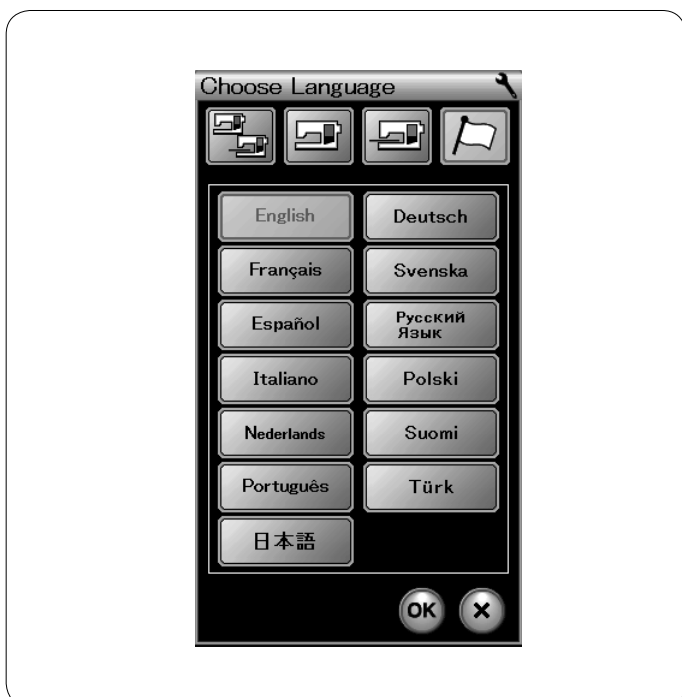 Choose Language
English
Deutsch
Français
Svenska
Español
Русский
Язык
Italiano
Polski
Nederlands
Suomi
Português
Türk
日本語
OK